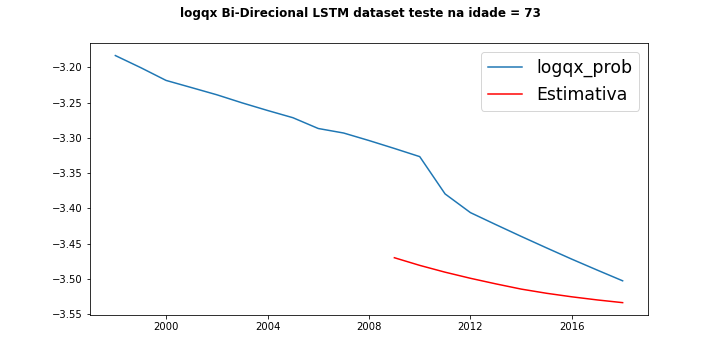 logqx Bi-Direcional LSTM dataset teste na idade = 73
logqx_prob
Estimativa
−3.20
−3.25
−3.30
−3.35
−3.40
−3.45
−3.50
−3.55
2000 2004 2008 2012 2016